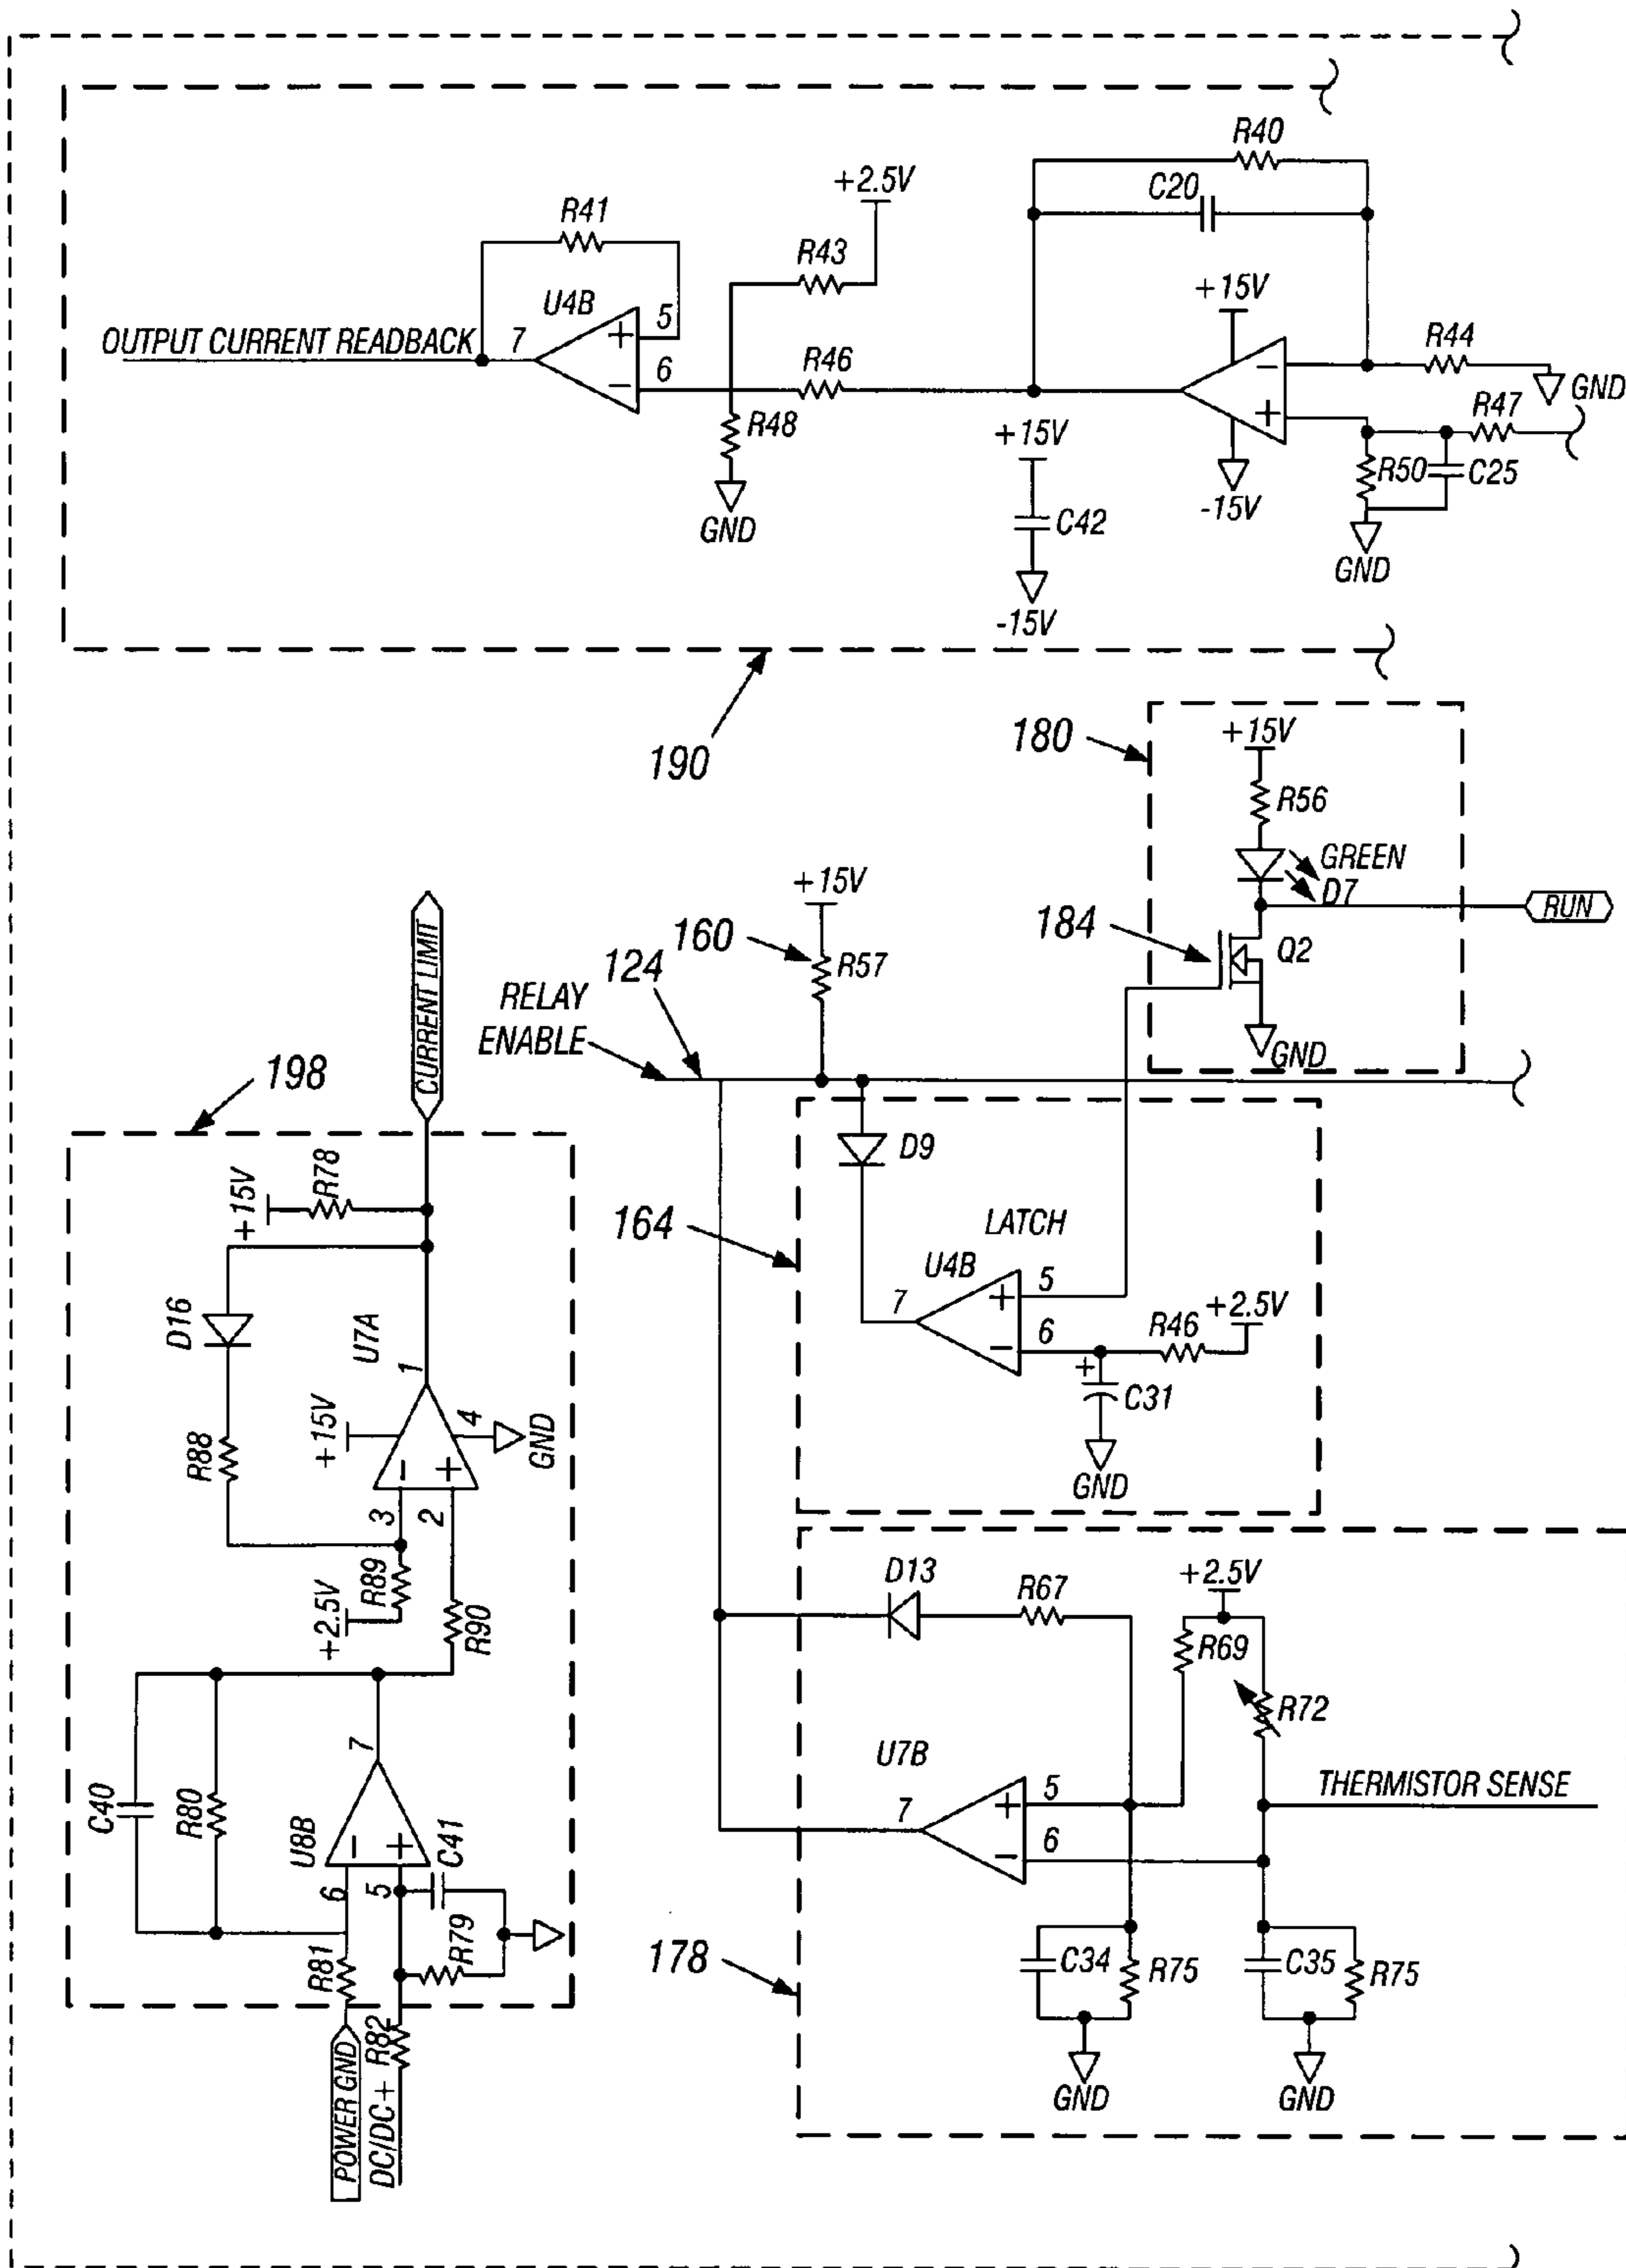 R40
C20
+2.5V
R41
R43
+15V
U4B
5
OUTPUT CURRENT READBACK
7
+
6
−
R46
R44
−
+
GND
R47
R48
+15V
R50
C25
-15V
GND
C42
GND
-15V
190
180
+15V
R56
GREEN
D7
RUN
184
Q2
GND
+15V
160
R57
124
RELAY
ENABLE
CURRENT LIMIT
198
+15V
R78
D9
164
LATCH
U4B
5
7
+
6
−
R46
+2.5V
+
C31
GND
D16
U7A
1
+15V
4
GND
R88
−
+
3
2
R89
+2.5V
R90
D13
R67
+2.5V
R69
R72
U7B
5
7
+
6
−
THERMISTOR SENSE
7
C40
R80
U8B
−
+
C41
6
5
R79
R81
178
C34
R75
C35
R75
GND
GND
R82
POWER GND
DC/DC+